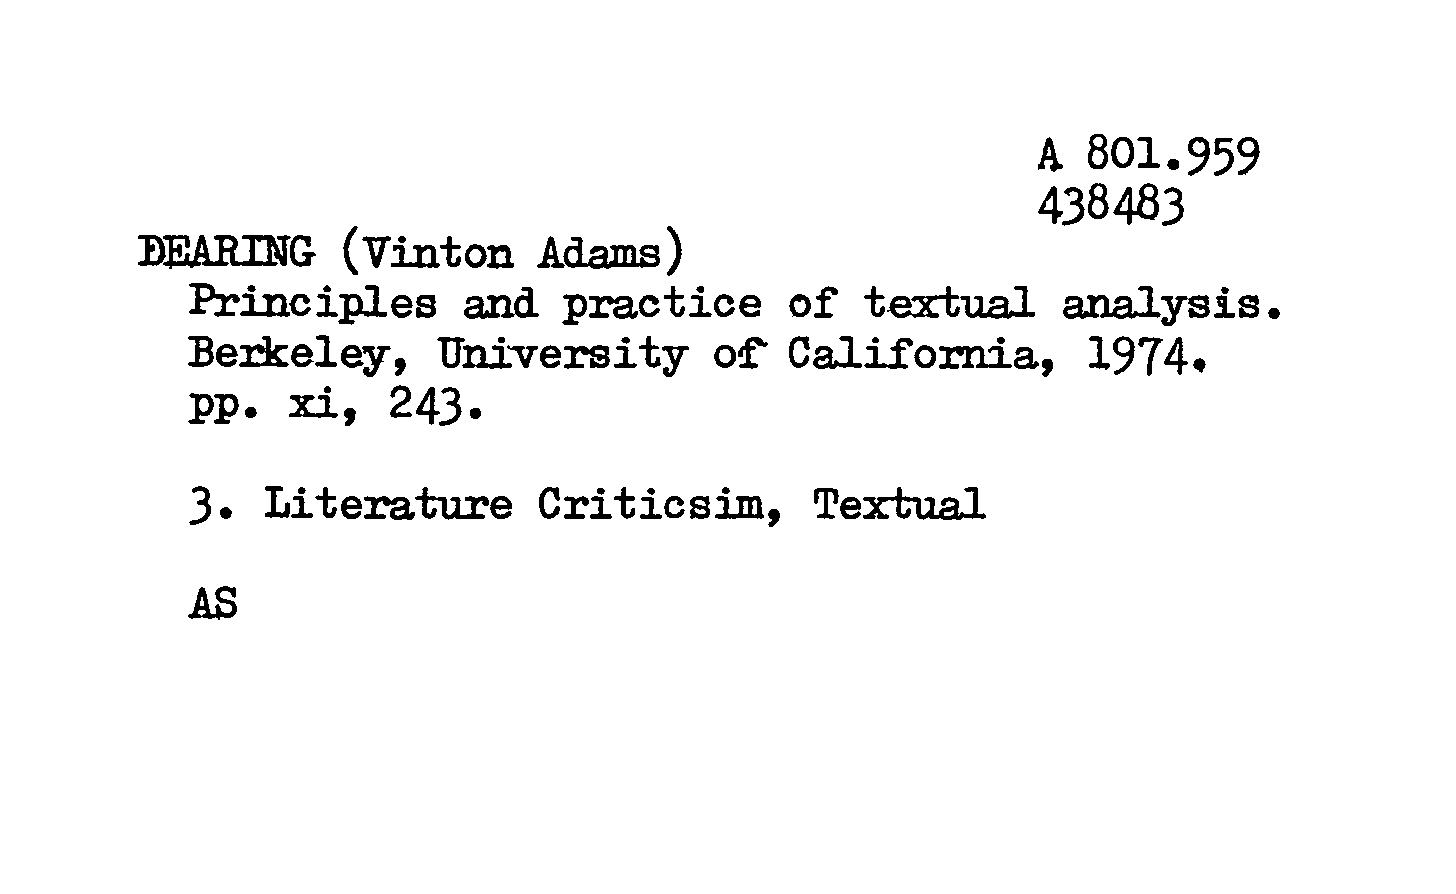 A 801.959
438483
DEARING (Vinton Adams)
Principles and practice of textual analysis.
Berkeley, University of California, 1974.
pp. xi, 243.
3. Literature Criticsim, Textual
AS